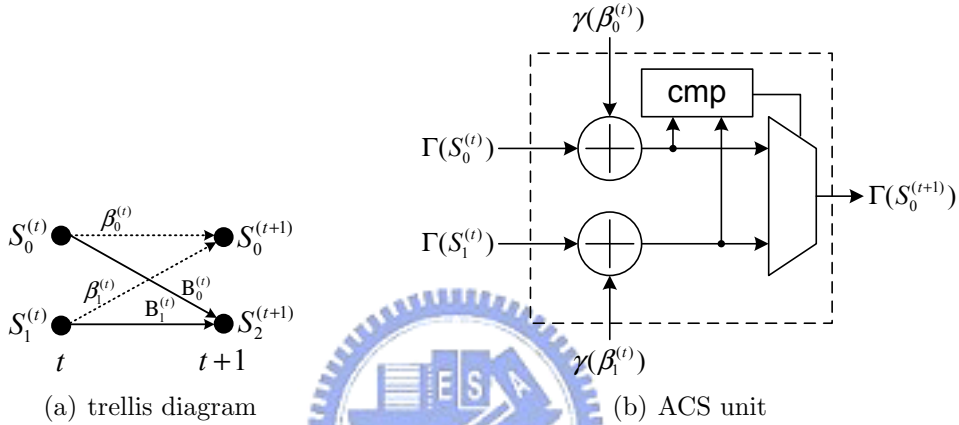 γ(β₀⁽ᵗ⁾)
cmp
Γ(S₀⁽ᵗ⁾)
Γ(S₀⁽ᵗ⁺¹⁾)
Γ(S₁⁽ᵗ⁾)
γ(β₁⁽ᵗ⁾)
S₀⁽ᵗ⁾ β₀⁽ᵗ⁾ S₀⁽ᵗ⁺¹⁾
β₁⁽ᵗ⁾ B₀⁽ᵗ⁾
S₁⁽ᵗ⁾ B₁⁽ᵗ⁾ S₂⁽ᵗ⁺¹⁾
t t+1
E S A
(a) trellis diagram (b) ACS unit